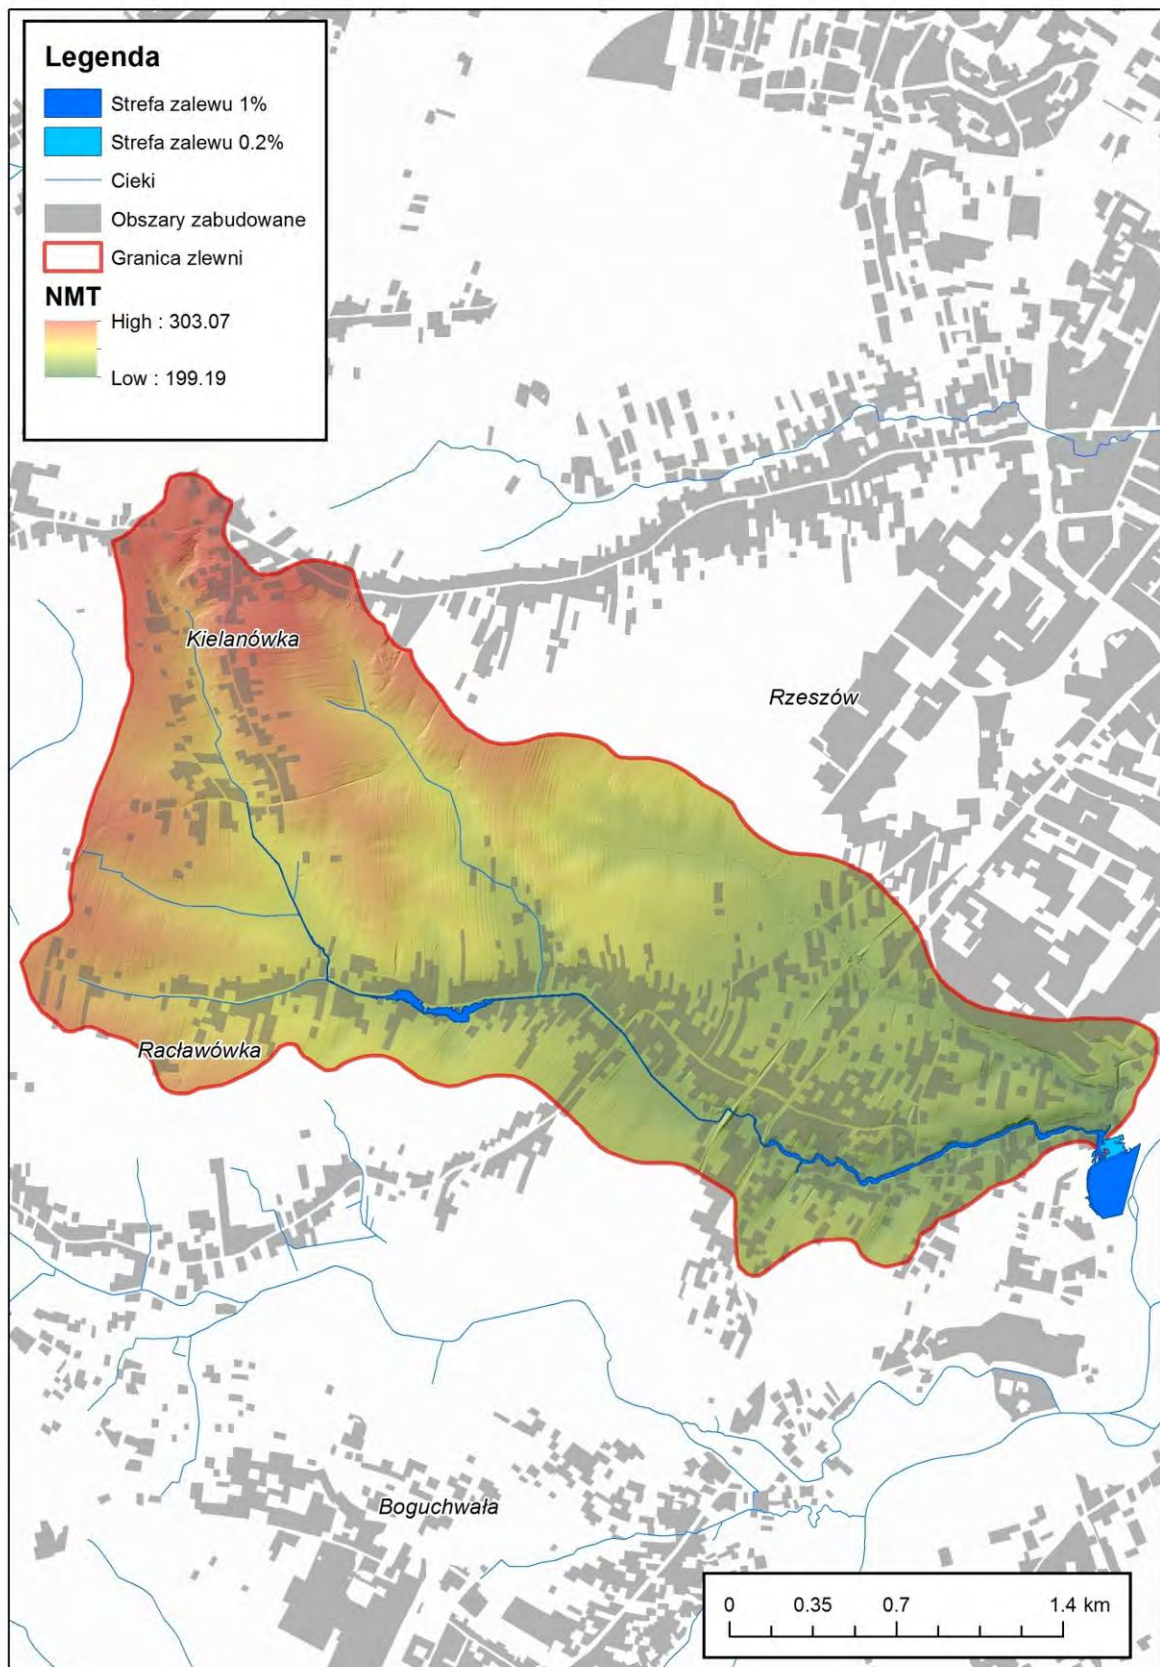 Legenda
Strefa zalewu 1%
Strefa zalewu 0.2%
Cieki
Obszary zabudowane
Granica zlewni
NMT
High : 303.07
Low : 199.19
Kielanówka
Rzeszów
Racławówka
Boguchwała
0 0.35 0.7 1.4 km